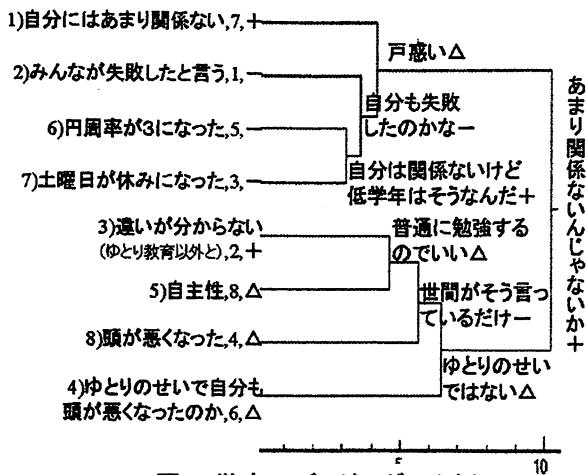 1)自分にはあまり関係ない,7,+
2)みんなが失敗したと言う,1,-
6)円周率が3になった,5,-
7)土曜日が休みになった,3,-
3)違いが分からない
(ゆとり教育以外と),2,+
5)自主性,8,△
8)頭が悪くなった,4,△
4)ゆとりのせいで自分も
頭が悪くなったのか,6,△
戸惑い△
自分も失敗
したのかなー
自分は関係ないけど
低学年はそうなんだ+
普通に勉強する
のでいい△
世間がそう言っ
ているだけー
ゆとりのせい
ではない△
あまり関係ないんじゃないか+
5
10